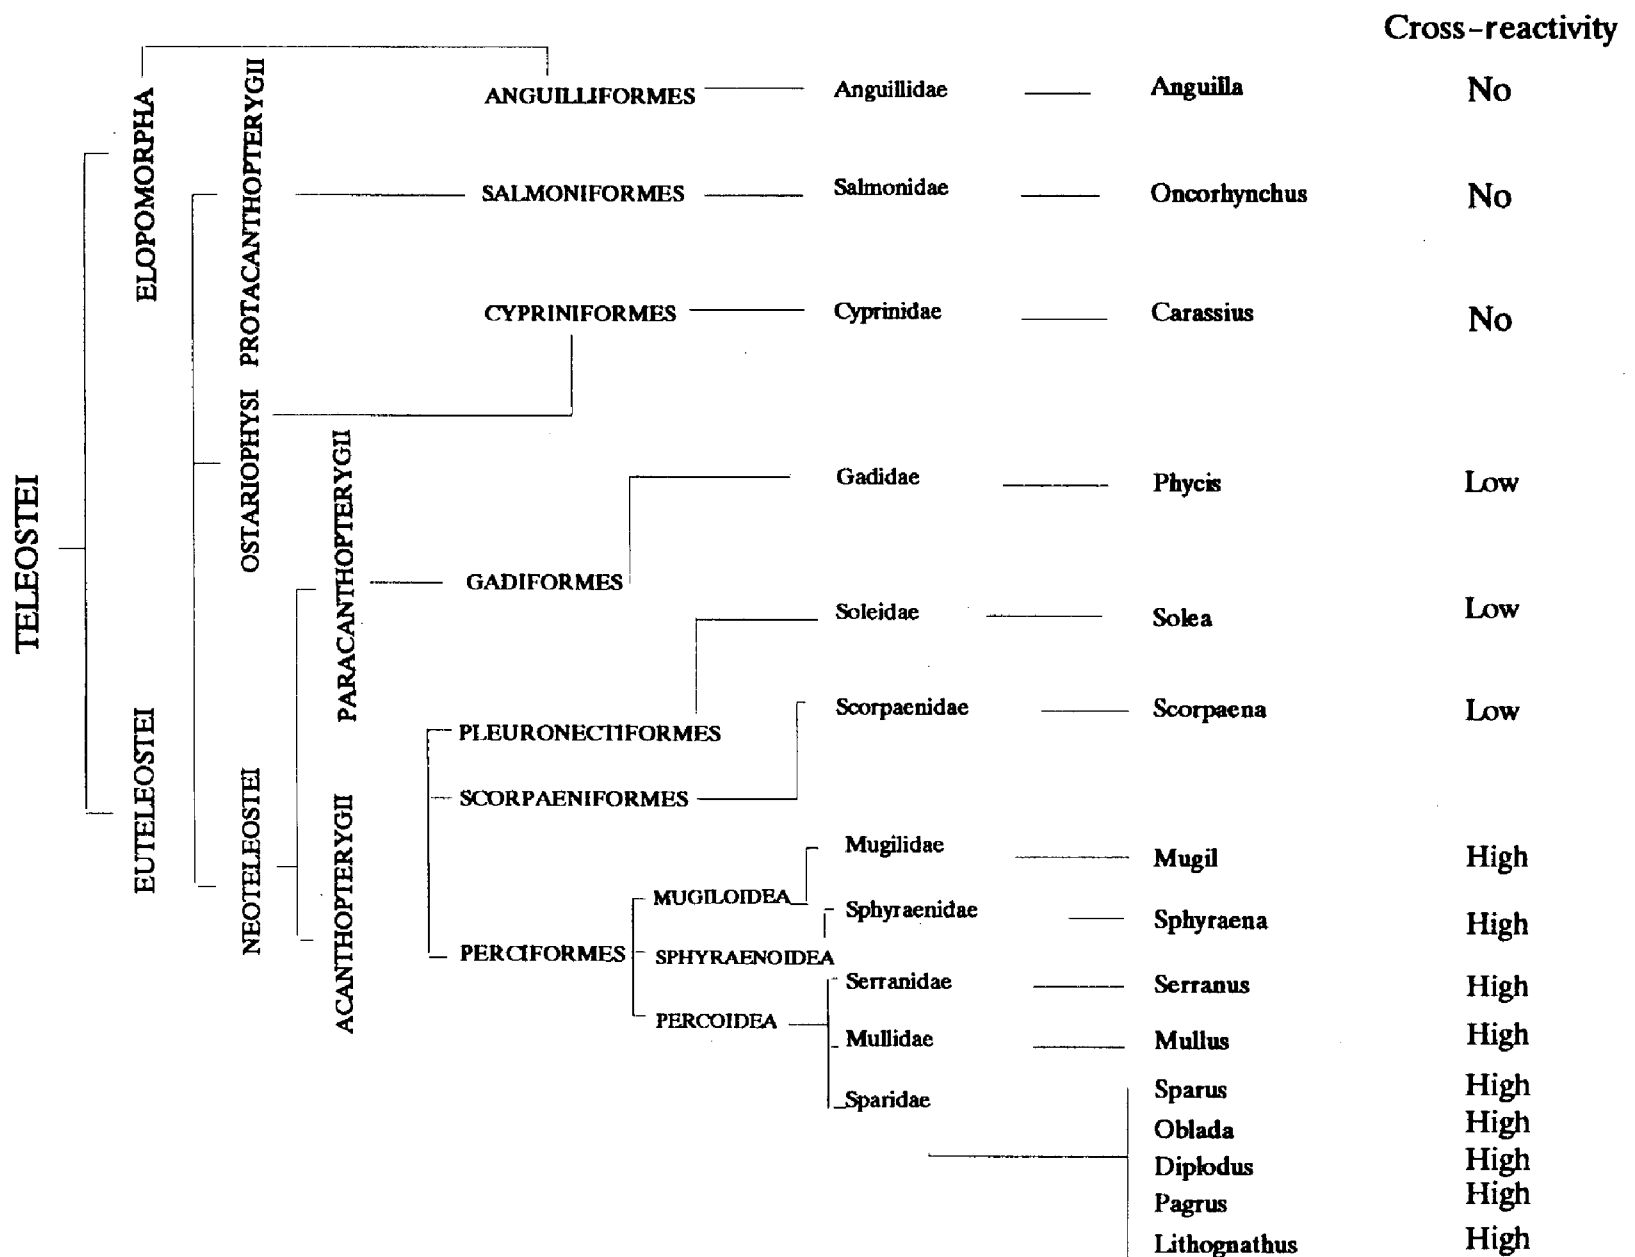 Cross-reactivity
TELEOSTEI
ELOPOMORPHA
EUTELEOSTEI
PROTACANTHOPTERYGII
OSTARIOPHYSI
NEOTELEOSTEI
PARACANTHOPTERYGII
ACANTHOPTERYGII
ANGUILLIFORMES Anguillidae Anguilla No
SALMONIFORMES Salmonidae Oncorhynchus No
CYPRINIFORMES Cyprinidae Carassius No
Gadidae Phycis Low
GADIFORMES
Soleidae Solea Low
Scorpaenidae Scorpaena Low
PLEURONECTIFORMES
SCORPAENIFORMES
Mugilidae Mugil High
MUGILOIDEA
Sphyraenidae Sphyraena High
PERCIFORMES SPHYRAENOIDEA
Serranidae Serranus High
PERCOIDEA
Mullidae Mullus High
Sparidae Sparus High
Oblada High
Diplodus High
Pagrus High
Lithognathus High